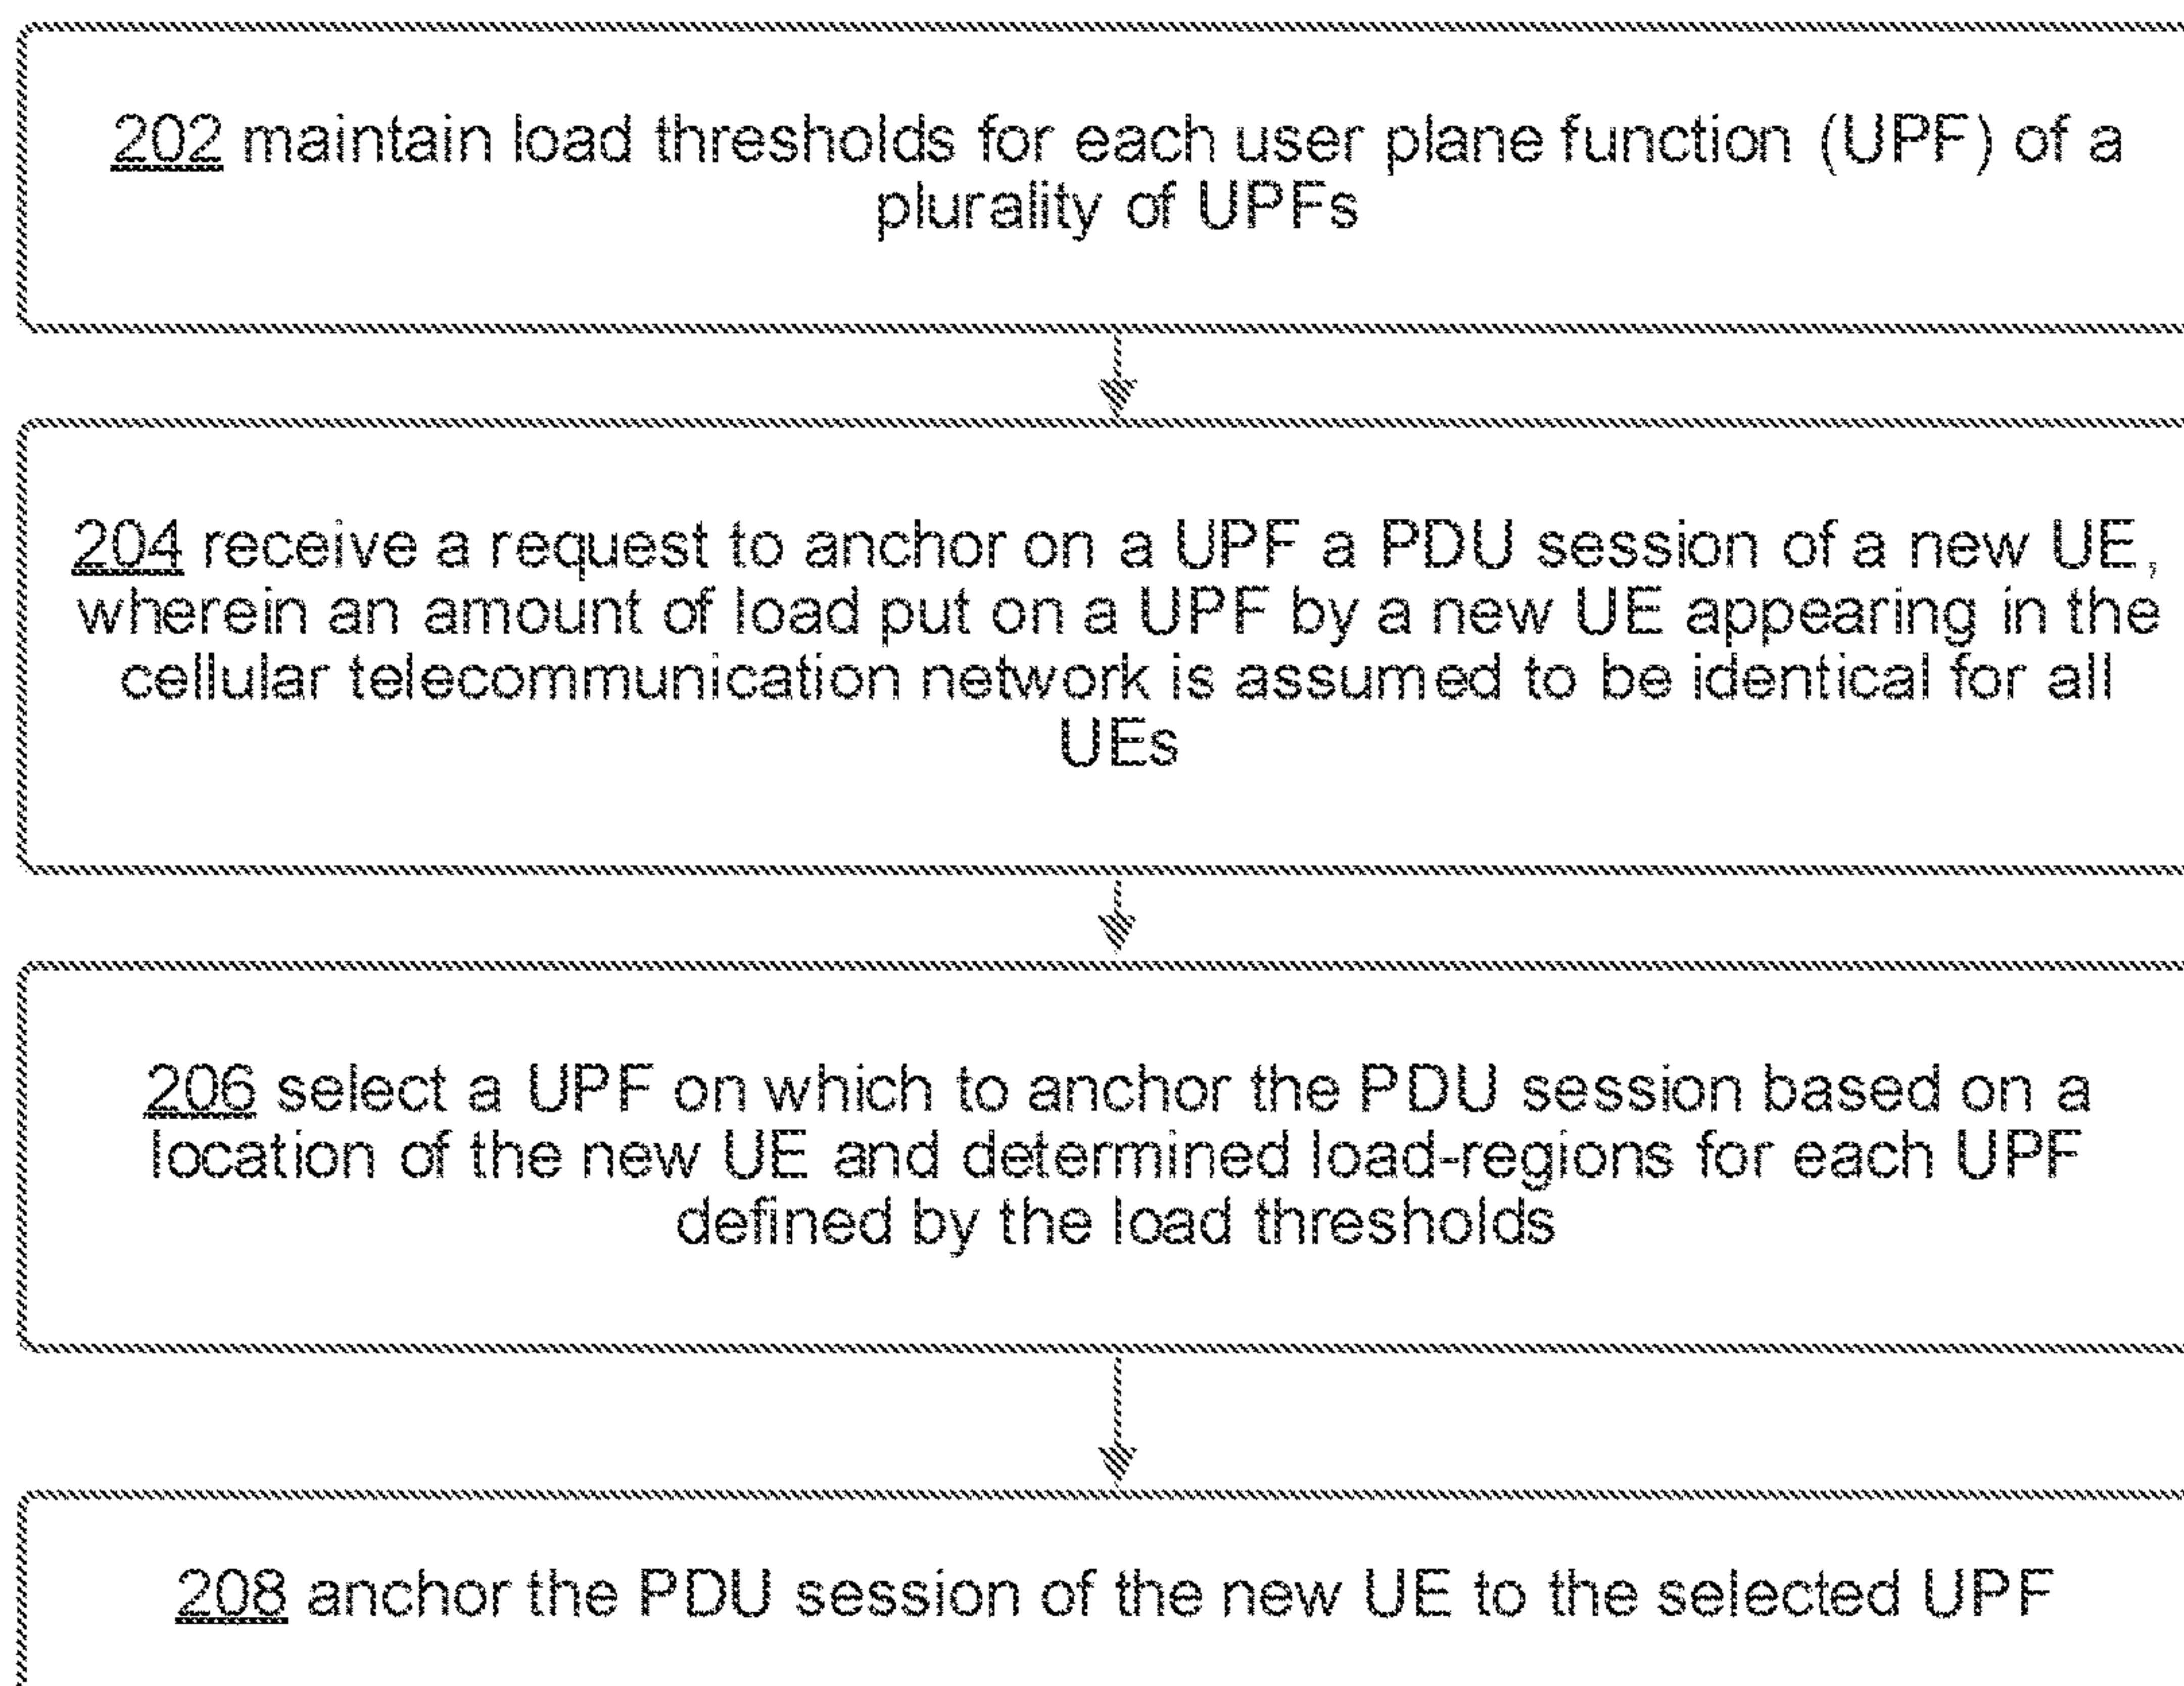 202 maintain load thresholds for each user plane function (UPF) of a
plurality of UPFs
204 receive a request to anchor on a UPF a PDU session of a new UE,
wherein an amount of load put on a UPF by a new UE appearing in the
cellular telecommunication network is assumed to be identical for all
UEs
206 select a UPF on which to anchor the PDU session based on a
location of the new UE and determined load-regions for each UPF
defined by the load thresholds
208 anchor the PDU session of the new UE to the selected UPF